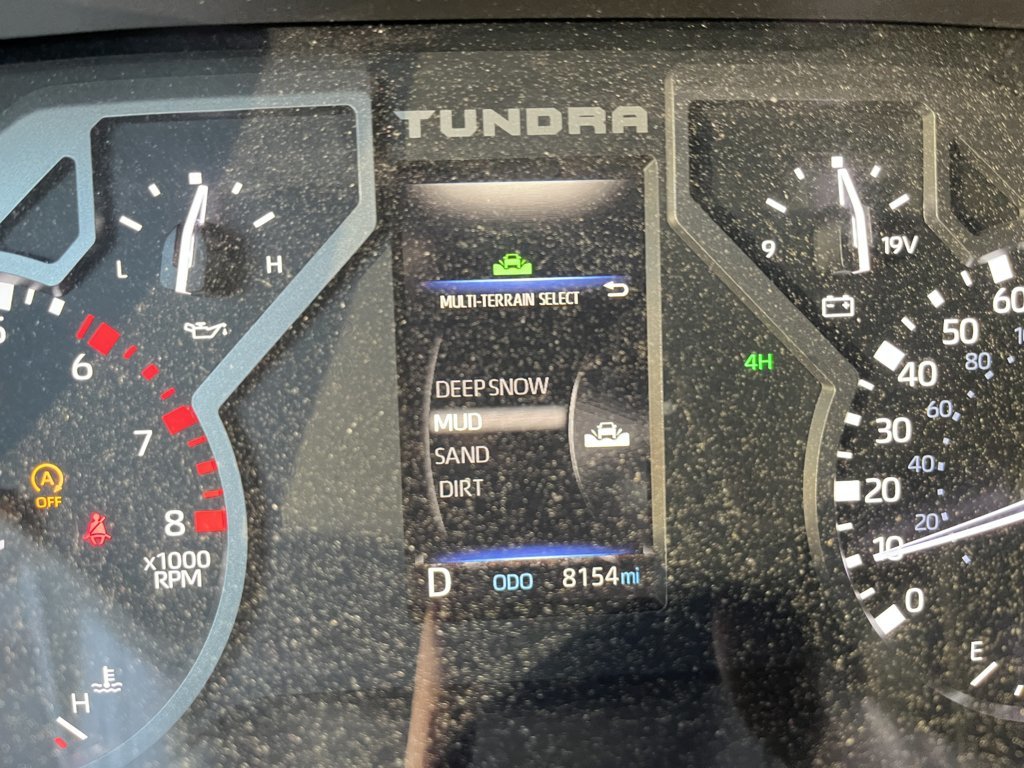 TUNDRA
L
H
9
19V
MULTI-TERRAIN SELECT
4H
DEEP SNOW
MUD
SAND
DIRT
6
7
8
x1000
RPM
A
OFF
60
50
40
30
20
10
0
80
60
40
20
D
ODO
8154 mi
H
E